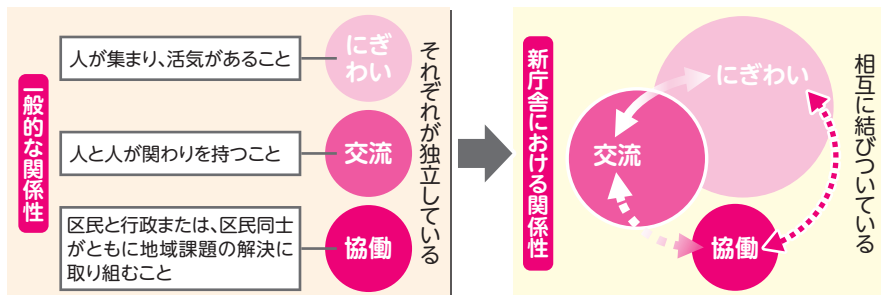 一般的な関係性
人が集まり、活気があること
にぎ
わい
人と人が関わりを持つこと
交流
区民と行政または、区民同士
がともに地域課題の解決に
取り組むこと
協働
それぞれが独立している
新庁舎における関係性
にぎわい
交流
協働
相互に結びついている